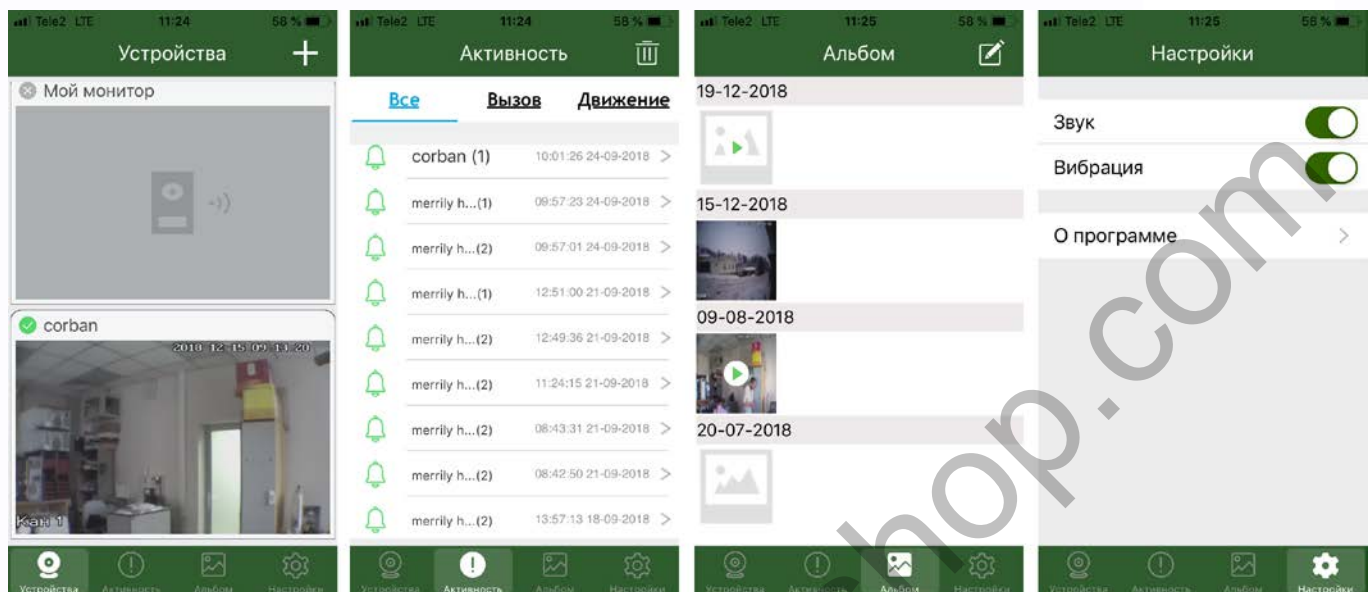 Tele2 LTE 11:24 58 %
Устройства
Мой монитор
corban
2018-12-15 09:13:20
Кан 1
Устройства Активность Альбом Настройки
Tele2 LTE 11:24 58 %
Активность
Все Вызов Движение
corban (1) 10:01:26 24-09-2018
merrily h...(1) 09:57:23 24-09-2018
merrily h...(2) 09:57:01 24-09-2018
merrily h...(1) 12:51:00 21-09-2018
merrily h...(2) 12:49:36 21-09-2018
merrily h...(2) 11:24:15 21-09-2018
merrily h...(2) 08:43:31 21-09-2018
merrily h...(2) 08:42:50 21-09-2018
merrily h...(2) 13:57:13 18-09-2018
Устройства Активность Альбом Настройки
Tele2 LTE 11:25 58 %
Альбом
19-12-2018
15-12-2018
09-08-2018
20-07-2018
Устройства Активность Альбом Настройки
Tele2 LTE 11:25 58 %
Настройки
Звук
Вибрация
О программе
Устройства Активность Альбом Настройки
hop.com